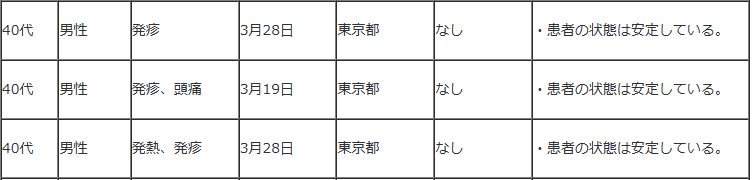 40代 男性 発疹 3月28日 東京都 なし ・患者の状態は安定している。
40代 男性 発疹、頭痛 3月19日 東京都 なし ・患者の状態は安定している。
40代 男性 発熱、発疹 3月28日 東京都 なし ・患者の状態は安定している。